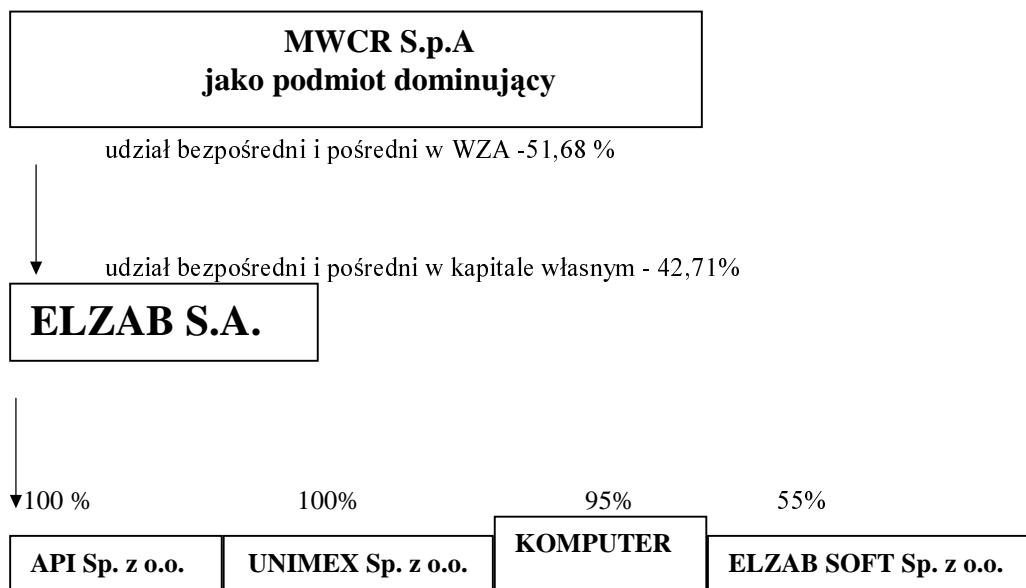 MWCR S.p.A
jako podmiot dominujący
udział bezpośredni i pośredni w WZA -51,68 %
udział bezpośredni i pośredni w kapitale własnym - 42,71%
ELZAB S.A.
100 % 100% 95% 55%
API Sp. z o.o. UNIMEX Sp. z o.o. KOMPUTER ELZAB SOFT Sp. z o.o.